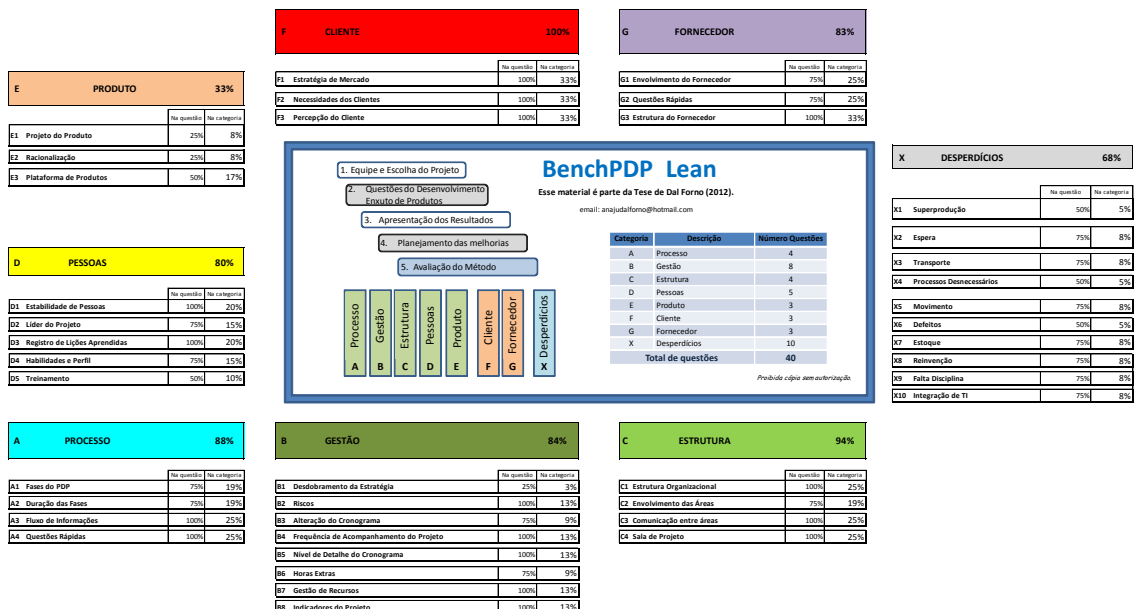 F CLIENTE 100%
Na questão Na categoria
F1 Estratégia de Mercado 100% 33%
F2 Necessidades dos Clientes 100% 33%
F3 Percepção do Cliente 100% 33%
G FORNECEDOR 83%
Na questão Na categoria
G1 Envolvimento do Fornecedor 75% 25%
G2 Questões Rápidas 75% 25%
G3 Estrutura do Fornecedor 100% 33%
E PRODUTO 33%
Na questão Na categoria
E1 Projeto do Produto 25% 8%
E2 Racionalização 25% 8%
E3 Plataforma de Produtos 50% 17%
D PESSOAS 80%
Na questão Na categoria
D1 Estabilidade de Pessoas 100% 20%
D2 Líder do Projeto 75% 15%
D3 Registro de Lições Aprendidas 100% 20%
D4 Habilidades e Perfil 75% 15%
D5 Treinamento 50% 10%
1. Equipe e Escolha do Projeto
2. Questões do Desenvolvimento
Enxuto de Produtos
3. Apresentação dos Resultados
4. Planejamento das melhorias
5. Avaliação do Método
A Processo
B Gestão
C Estrutura
D Pessoas
E Produto
F Cliente
G Fornecedor
X Desperdícios
BenchPDP Lean
Esse material é parte da Tese de Dal Forno (2012).
email: anajudalforno@hotmail.com
Categoria Descrição Número Questões
A Processo 4
B Gestão 8
C Estrutura 4
D Pessoas 5
E Produto 3
F Cliente 3
G Fornecedor 3
X Desperdícios 10
Total de questões 40
Proibida cópia sem autorização.
X DESPERDÍCIOS 68%
Na questão Na categoria
X1 Superprodução 50% 5%
X2 Espera 75% 8%
X3 Transporte 75% 8%
X4 Processos Desnecessários 50% 5%
X5 Movimento 75% 8%
X6 Defeitos 50% 5%
X7 Estoque 75% 8%
X8 Reinvenção 75% 8%
X9 Falta Disciplina 75% 8%
X10 Integração de TI 75% 8%
A PROCESSO 88%
Na questão Na categoria
A1 Fases do PDP 75% 19%
A2 Duração das Fases 75% 19%
A3 Fluxo de Informações 100% 25%
A4 Questões Rápidas 100% 25%
B GESTÃO 84%
Na questão Na categoria
B1 Desdobramento da Estratégia 25% 3%
B2 Riscos 100% 13%
B3 Alteração do Cronograma 75% 9%
B4 Frequência de Acompanhamento do Projeto 100% 13%
B5 Nível de Detalhe do Cronograma 100% 13%
B6 Horas Extras 75% 9%
B7 Gestão de Recursos 100% 13%
B8 Indicadores do Projeto 100% 13%
C ESTRUTURA 94%
Na questão Na categoria
C1 Estrutura Organizacional 100% 25%
C2 Envolvimento das Áreas 75% 19%
C3 Comunicação entre áreas 100% 25%
C4 Sala de Projeto 100% 25%